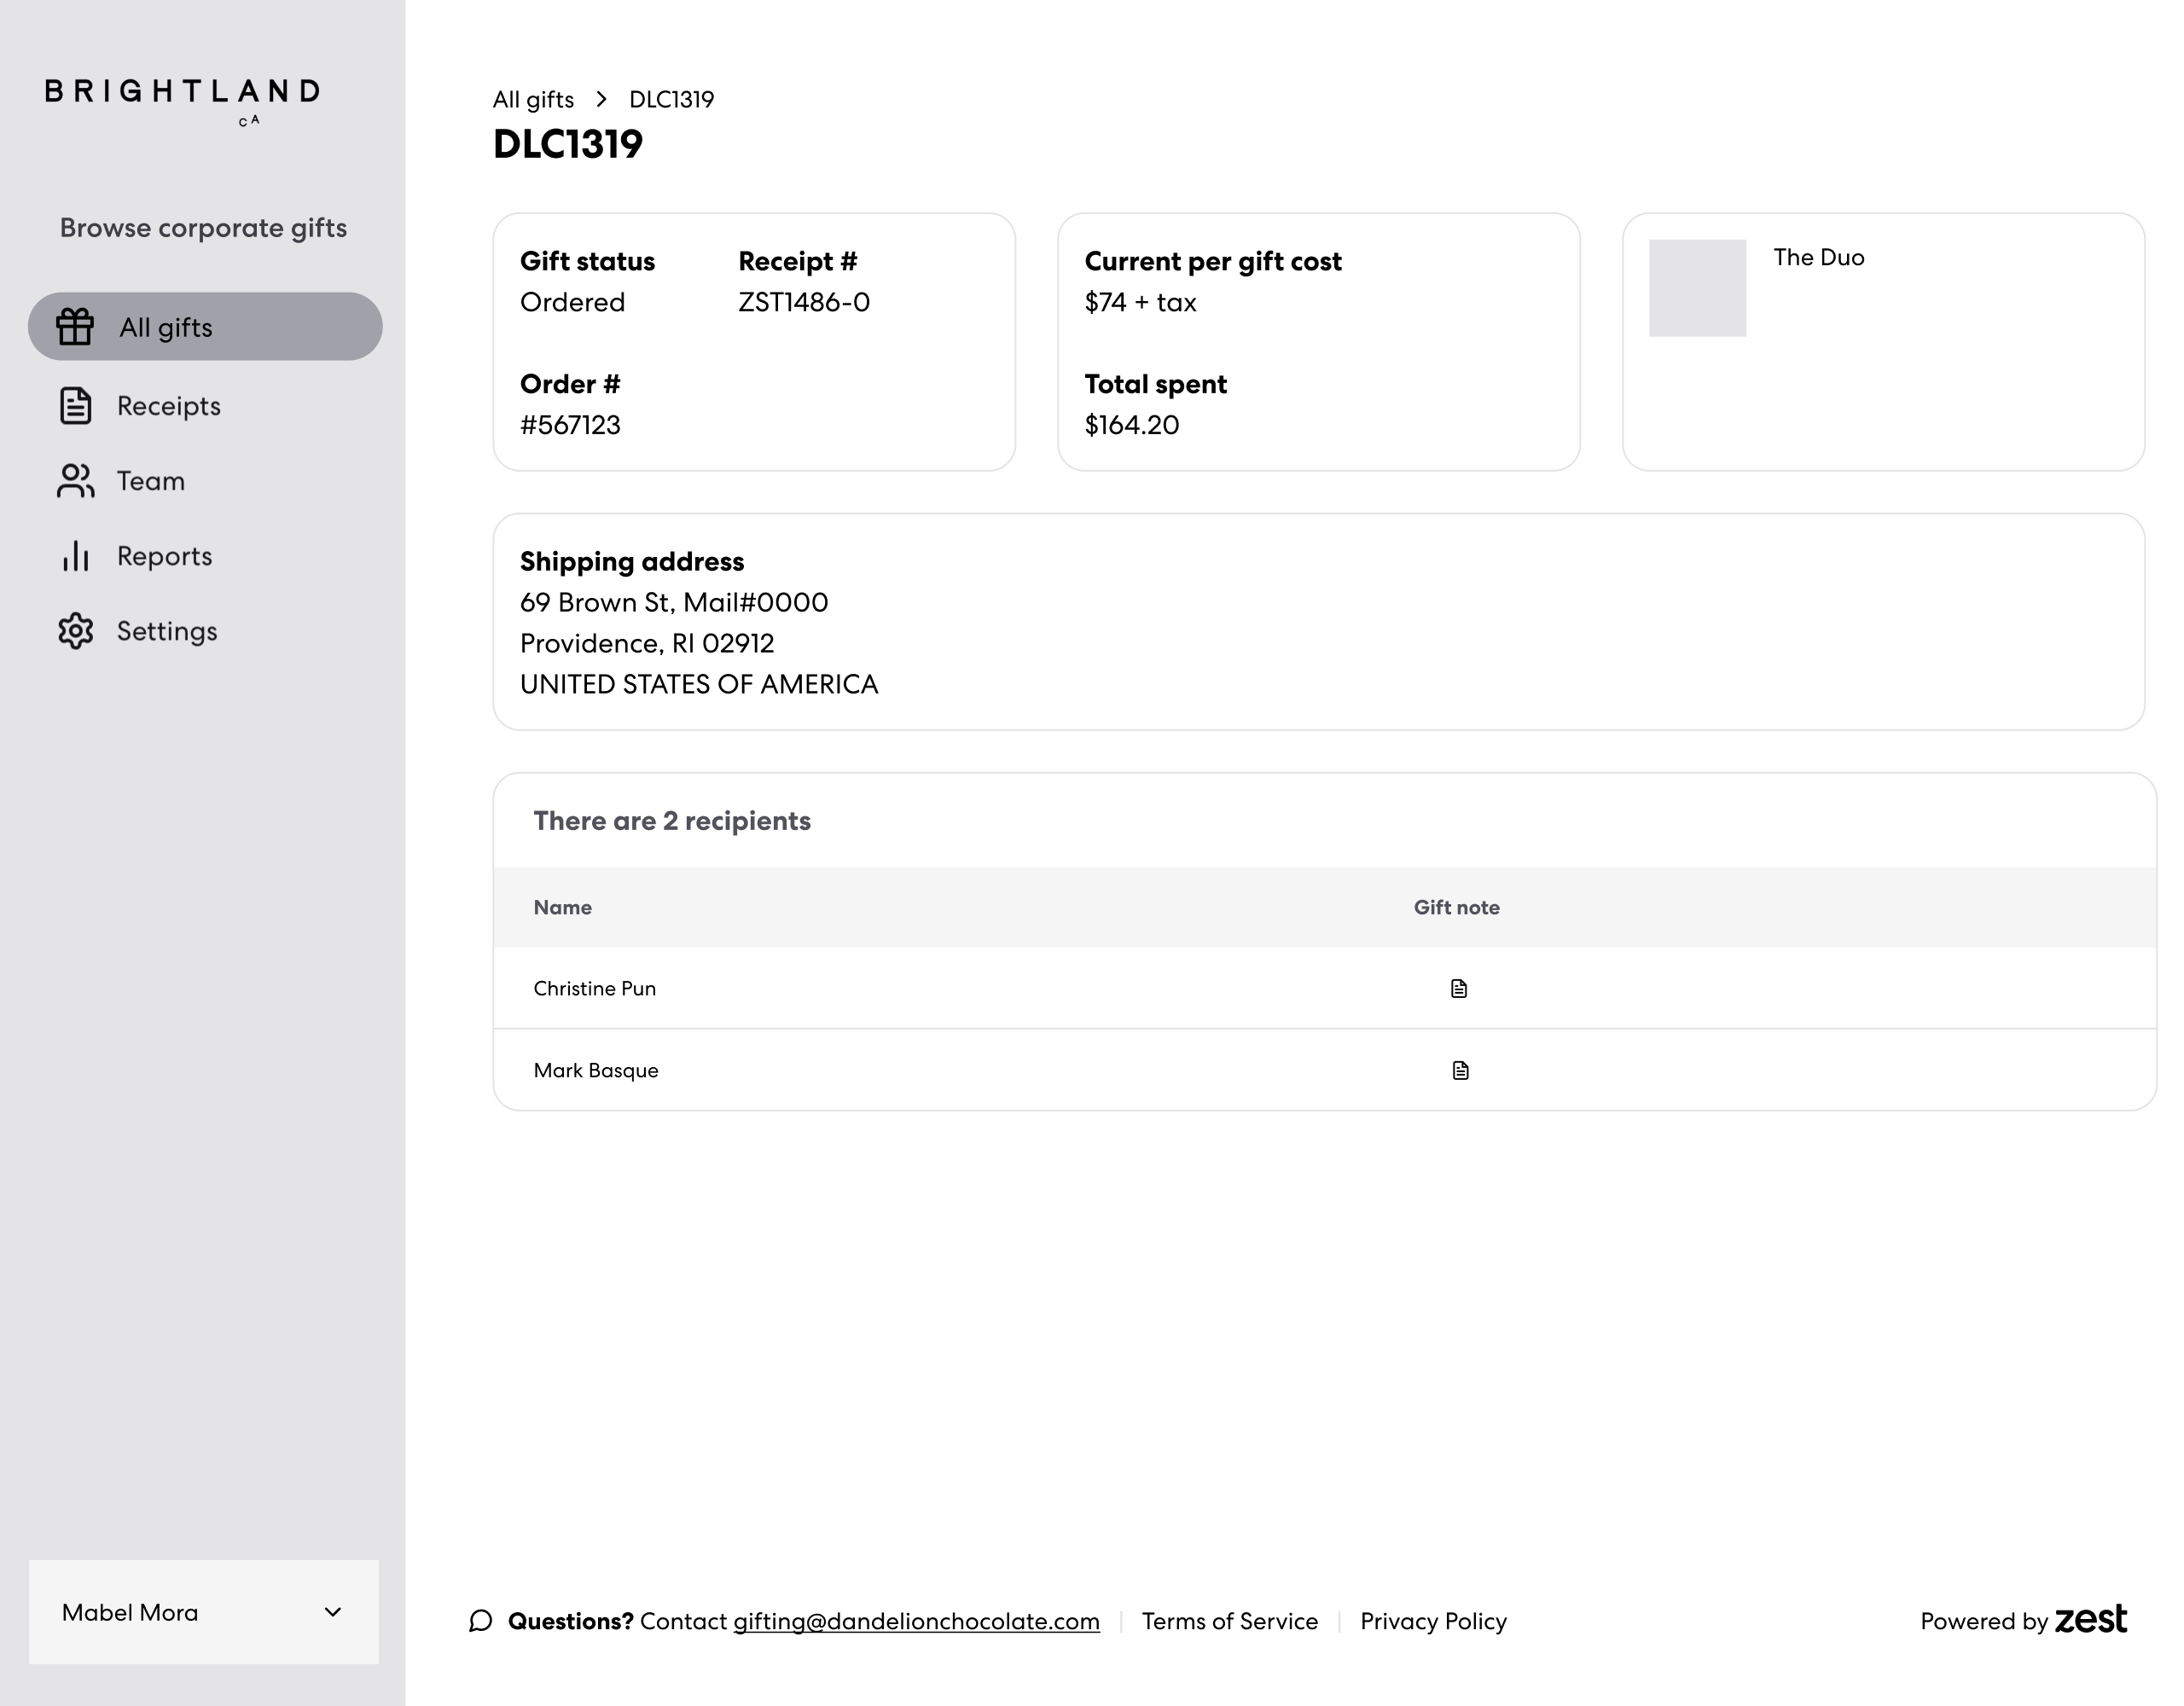 BRIGHTLAND
CA
Browse corporate gifts
All gifts
Receipts
Team
Reports
Settings
Mabel Mora
All gifts > DLC1319
DLC1319
Gift status
Ordered
Receipt #
ZST1486-0
Order #
#567123
Current per gift cost
$74 + tax
Total spent
$164.20
The Duo
Shipping address
69 Brown St, Mail#0000
Providence, RI 02912
UNITED STATES OF AMERICA
There are 2 recipients
Name Gift note
Christine Pun
Mark Basque
Questions? Contact gifting@dandelionchocolate.com | Terms of Service | Privacy Policy
Powered by zest